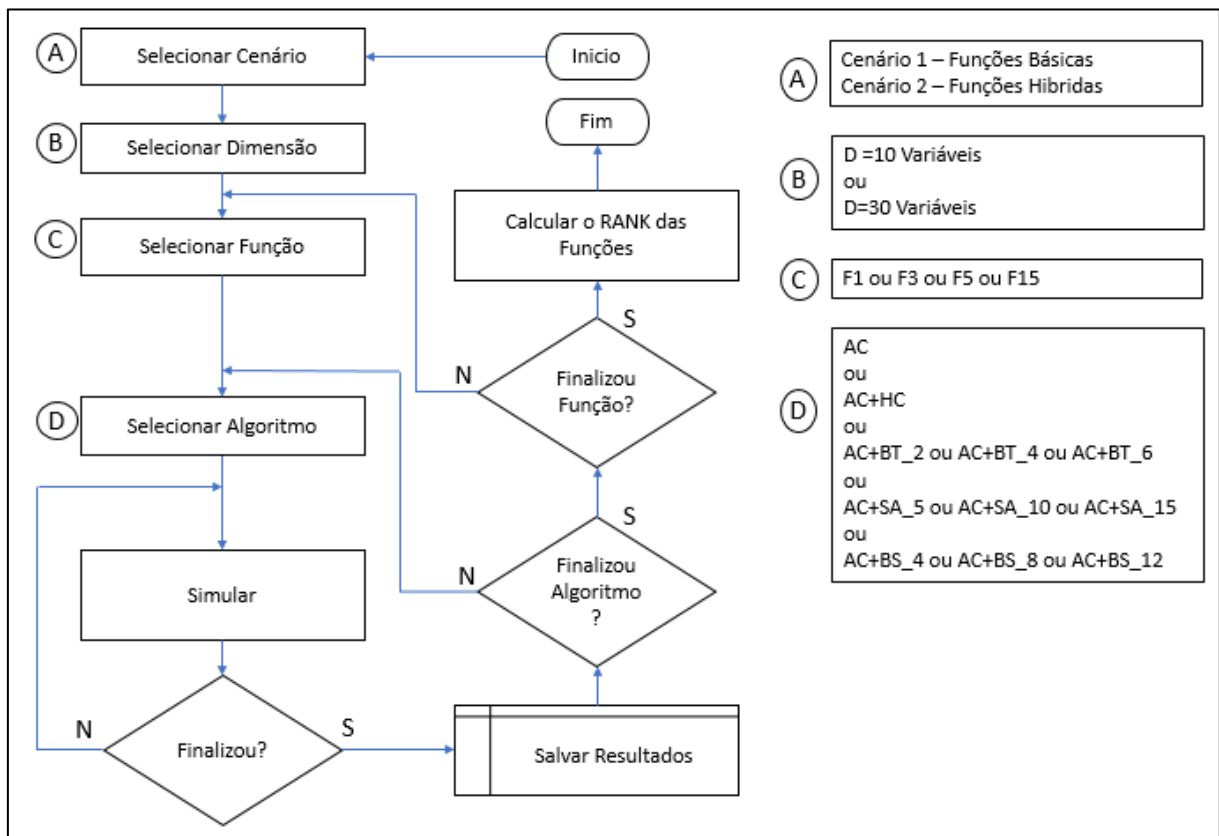 A
Selecionar Cenário
Inicio
B
Selecionar Dimensão
Fim
C
Selecionar Função
Calcular o RANK das
Funções
S
N
Finalizou
Função?
D
Selecionar Algoritmo
S
N
Finalizou
Algoritmo
?
Simular
N
Finalizou?
S
Salvar Resultados
A
Cenário 1 – Funções Básicas
Cenário 2 – Funções Hibridas
B
D =10 Variáveis
ou
D=30 Variáveis
C
F1 ou F3 ou F5 ou F15
D
AC
ou
AC+HC
ou
AC+BT_2 ou AC+BT_4 ou AC+BT_6
ou
AC+SA_5 ou AC+SA_10 ou AC+SA_15
ou
AC+BS_4 ou AC+BS_8 ou AC+BS_12